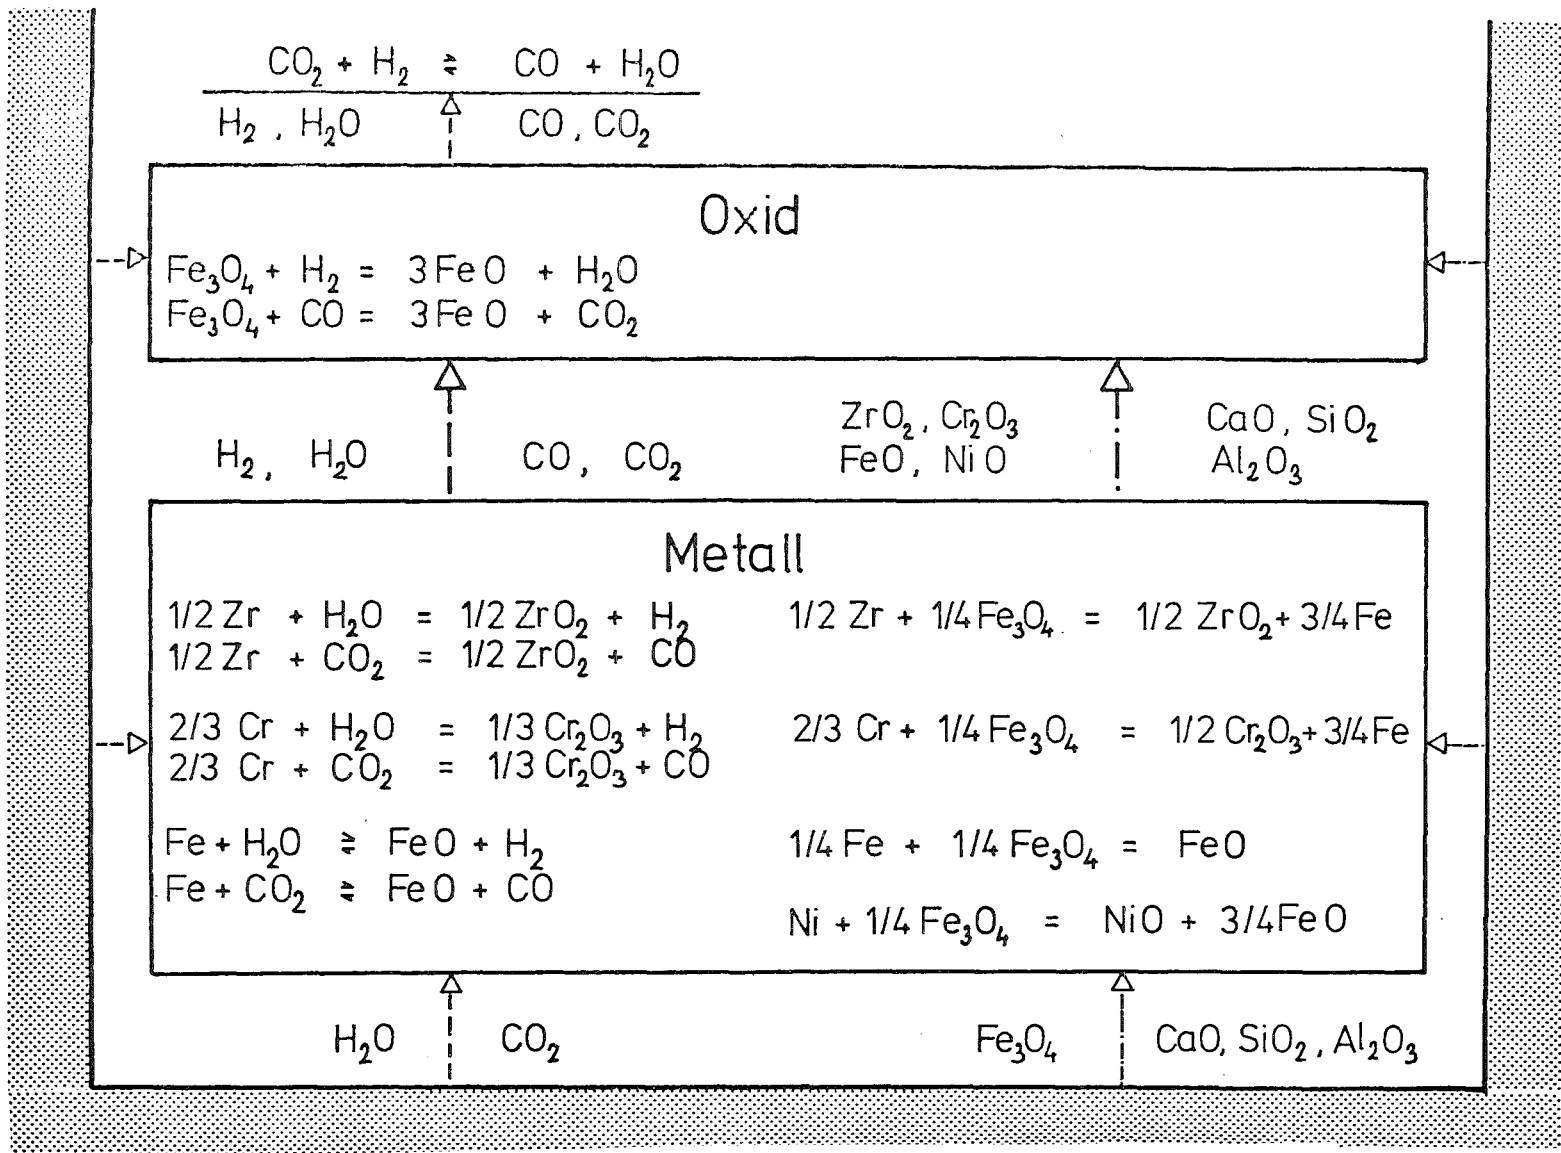 CO₂ + H₂ ⇌ CO + H₂O
H₂ , H₂O CO, CO₂
Oxid
Fe₃O₄ + H₂ = 3FeO + H₂O
Fe₃O₄ + CO = 3FeO + CO₂
H₂, H₂O CO, CO₂
ZrO₂, Cr₂O₃
FeO, NiO
CaO, SiO₂
Al₂O₃
Metall
1/2 Zr + H₂O = 1/2 ZrO₂ + H₂
1/2 Zr + CO₂ = 1/2 ZrO₂ + CO
2/3 Cr + H₂O = 1/3 Cr₂O₃ + H₂
2/3 Cr + CO₂ = 1/3 Cr₂O₃ + CO
Fe + H₂O ⇌ FeO + H₂
Fe + CO₂ ⇌ FeO + CO
1/2 Zr + 1/4 Fe₃O₄ = 1/2 ZrO₂ + 3/4 Fe
2/3 Cr + 1/4 Fe₃O₄ = 1/2 Cr₂O₃ + 3/4 Fe
1/4 Fe + 1/4 Fe₃O₄ = FeO
Ni + 1/4 Fe₃O₄ = NiO + 3/4 FeO
H₂O CO₂
Fe₃O₄ CaO, SiO₂, Al₂O₃